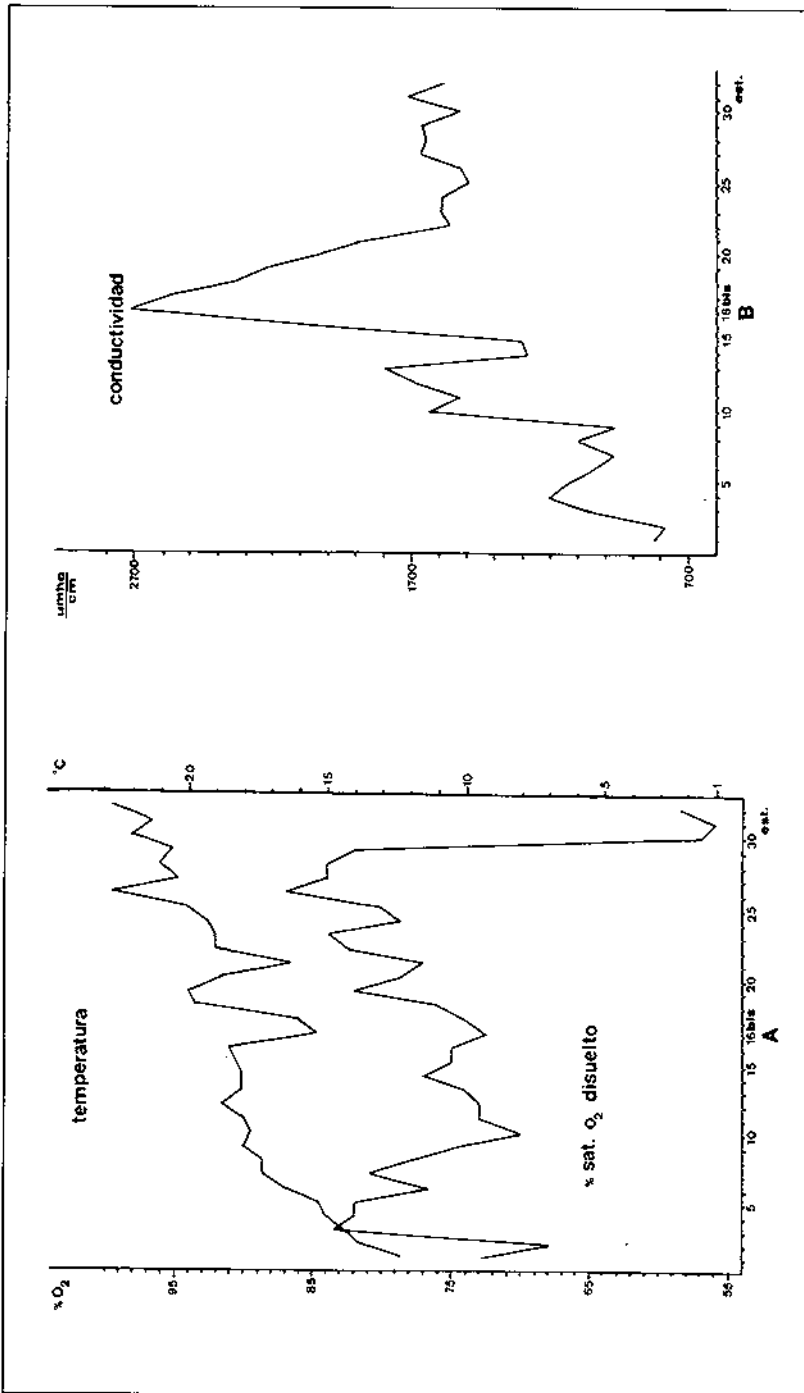 % O₂
95
85
75
65
55
temperatura
% sat. O₂ disuelto
°C
20
15
10
5
1
5
10
15
16bis
20
25
30
est.
A
umho
cm
2700
1700
700
conductividad
5
10
15
16bis
20
25
30
est.
B